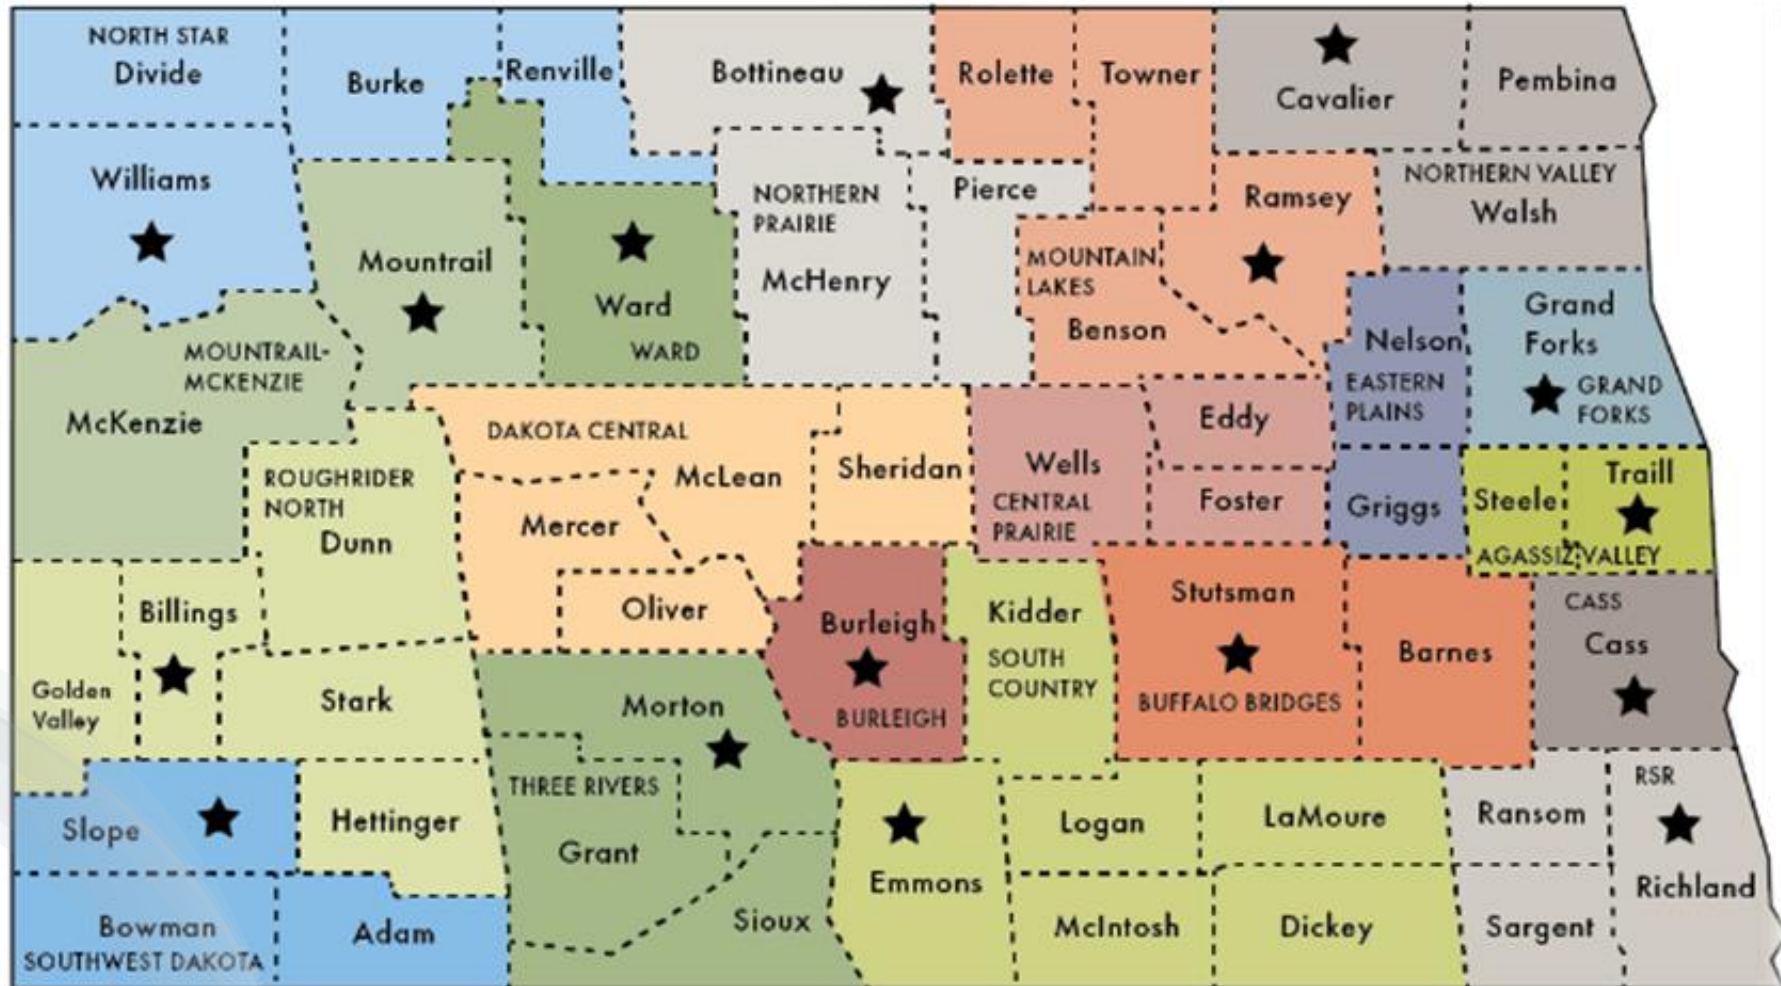 NORTH STAR
Divide
Burke
Renville
Bottineau
Rolette
Towner
Cavalier
Pembina
Williams
Mountrail
Ward
WARD
NORTHERN
PRAIRIE
McHenry
Pierce
MOUNTAIN
LAKES
Benson
Ramsey
NORTHERN VALLEY
Walsh
Nelson
EASTERN
PLAINS
Grand
Forks
GRAND
FORKS
MOUNTRAIL-
MCKENZIE
McKenzie
ROUGHRIDER
NORTH
Dunn
DAKOTA CENTRAL
McLean
Mercer
Sheridan
Oliver
Wells
CENTRAL
PRAIRIE
Eddy
Foster
Griggs
Steele
Traill
AGASSIZ VALLEY
Billings
Golden
Valley
Stark
Morton
Burleigh
BURLEIGH
Kidder
SOUTH
COUNTRY
Stutsman
BUFFALO BRIDGES
Barnes
CASS
Cass
Slope
Hettinger
THREE RIVERS
Grant
Sioux
Emmons
Logan
LaMoure
Ransom
RSR
Richland
Bowman
SOUTHWEST DAKOTA
Adam
McIntosh
Dickey
Sargent